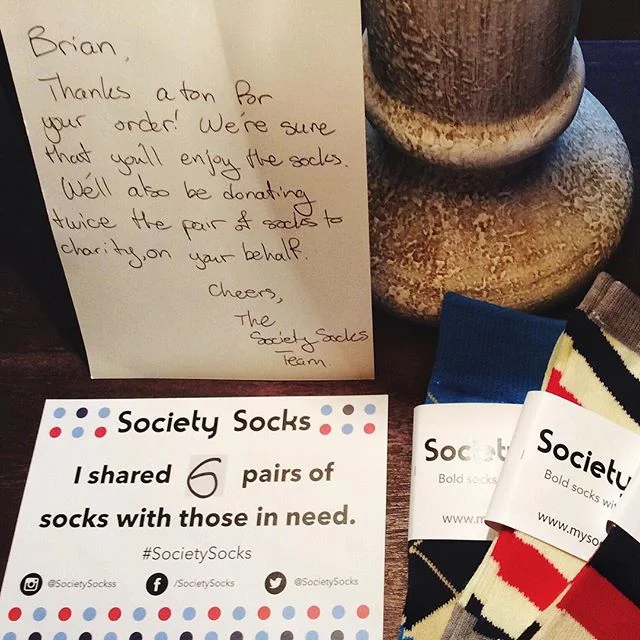 Brian,
Thanks a ton for
your order! We're sure
that you'll enjoy the socks.
We'll also be donating
twice the pair of socks to
charity, on your behalf.
Cheers,
The
Society Socks
Team.
Society Socks
I shared 6 pairs of
socks with those in need.
#SocietySocks
@SocietySockss
/SocietySocks
@SocietySocks
Societ
Bold socks
www.m
Society
Bold socks wi
www.myso